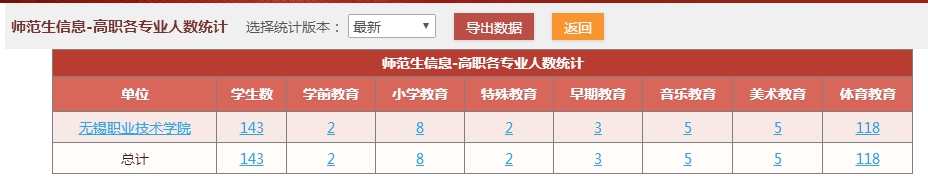 师范生信息-高职各专业人数统计 选择统计版本： 最新 导出数据 返回
师范生信息-高职各专业人数统计
单位 学生数 学前教育 小学教育 特殊教育 早期教育 音乐教育 美术教育 体育教育
无锡职业技术学院 143 2 8 2 3 5 5 118
总计 143 2 8 2 3 5 5 118